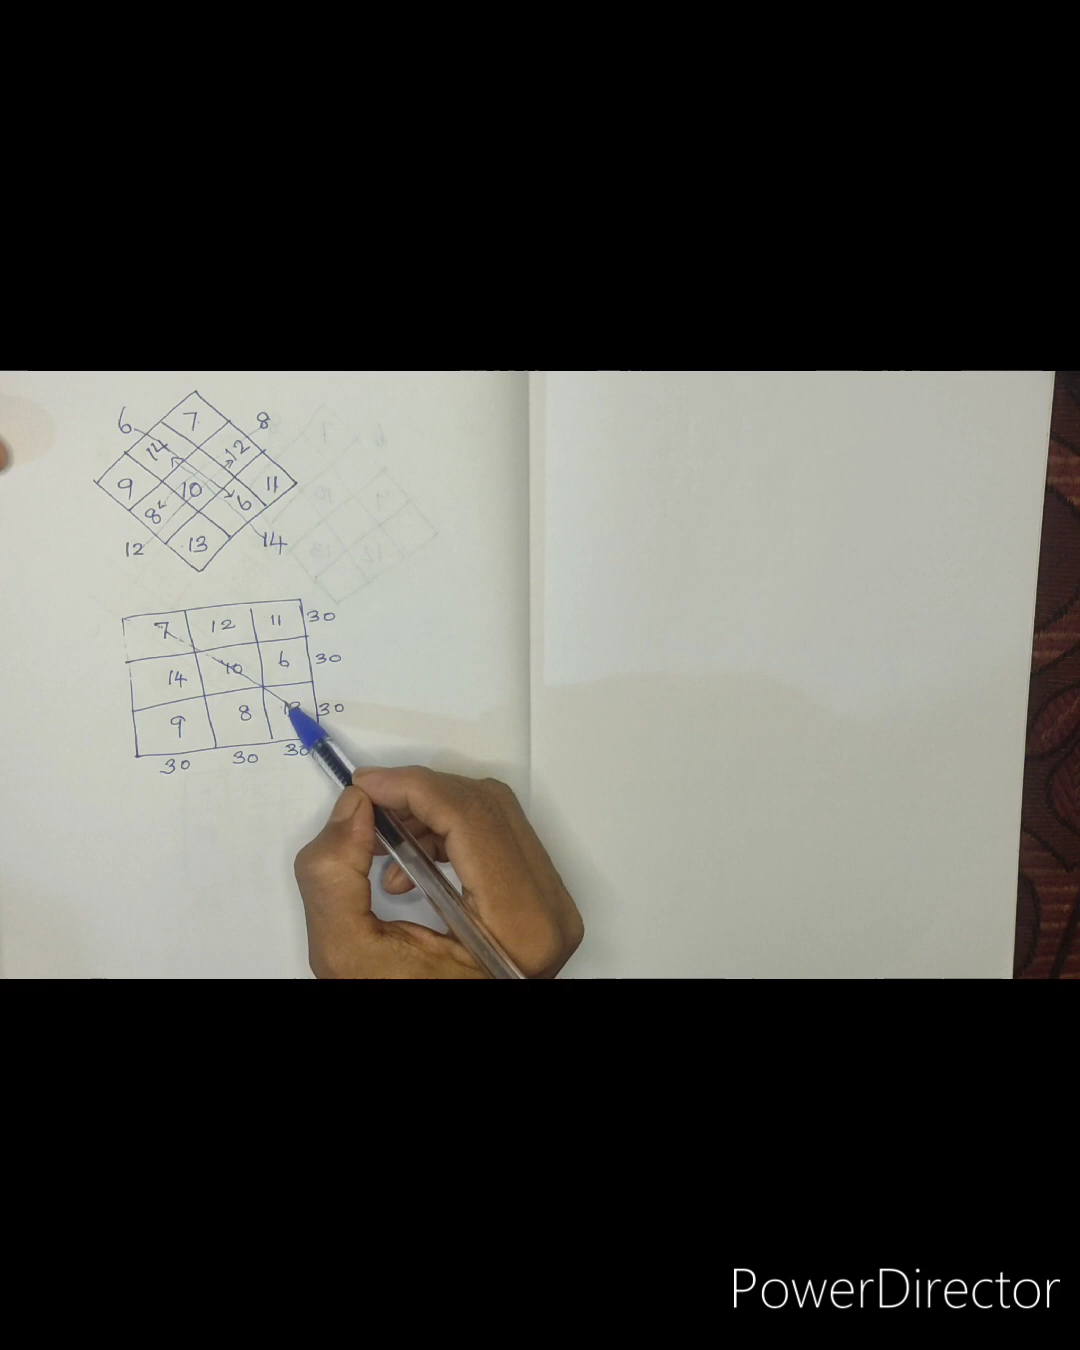 7
6 8
14 12
9 10 11
8 6
12 13 14
7 12 11 30
14 10 6 30
9 8 30
30 30 30
PowerDirector